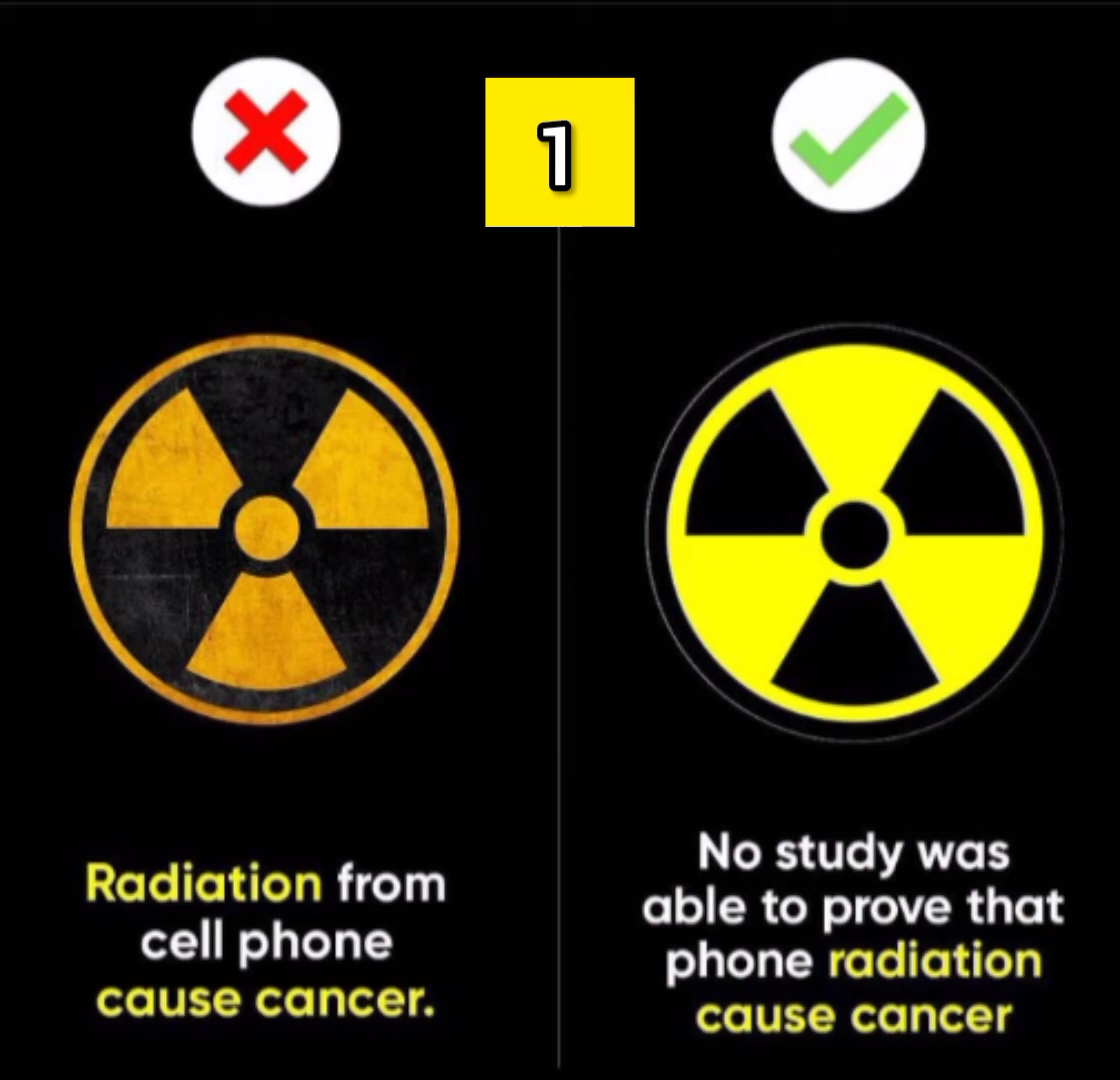 1
Radiation from
cell phone
cause cancer.
No study was
able to prove that
phone radiation
cause cancer